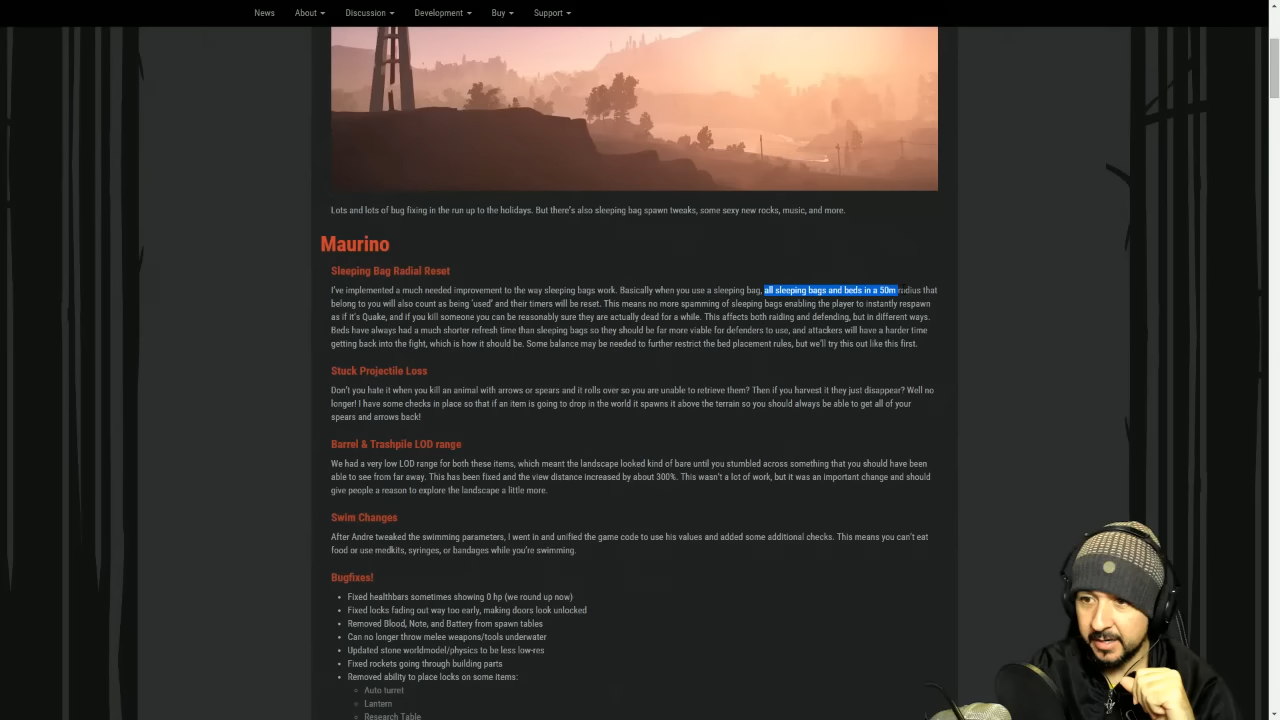 News About Discussion Development Buy Support
Lots and lots of bug fixing in the run up to the holidays. But there's also sleeping bag spawn tweaks, some sexy new rocks, music, and more.
Maurino
Sleeping Bag Radial Reset
I've implemented a much needed improvement to the way sleeping bags work. Basically when you use a sleeping bag, all sleeping bags and beds in a 50m radius that
belong to you will also count as being 'used' and their timers will be reset. This means no more spamming of sleeping bags enabling the player to instantly respawn
as if it's Quake, and if you kill someone you can be reasonably sure they are actually dead for a while. This affects both raiding and defending, but in different ways.
Beds have always had a much shorter refresh time than sleeping bags so they should be far more viable for defenders to use, and attackers will have a harder time
getting back into the fight, which is how it should be. Some balance may be needed to further restrict the bed placement rules, but we'll try this out like this first.
Stuck Projectile Loss
Don't you hate it when you kill an animal with arrows or spears and it rolls over so you are unable to retrieve them? Then if you harvest it they just disappear? Well no
longer! I have some checks in place so that if an item is going to drop in the world it spawns it above the terrain so you should always be able to get all of your
spears and arrows back!
Barrel & Trashpile LOD range
We had a very low LOD range for both these items, which meant the landscape looked kind of bare until you stumbled across something that you should have been
able to see from far away. This has been fixed and the view distance increased by about 300%. This wasn't a lot of work, but it was an important change and should
give people a reason to explore the landscape a little more.
Swim Changes
After Andre tweaked the swimming parameters, I went in and unified the game code to use his values and added some additional checks. This means you can't eat
food or use medkits, syringes, or bandages while you're swimming.
Bugfixes!
Fixed healthbars sometimes showing 0 hp (we round up now)
Fixed locks fading out way too early, making doors look unlocked
Removed Blood, Note, and Battery from spawn tables
Can no longer throw melee weapons/tools underwater
Updated stone worldmodel/physics to be less low-res
Fixed rockets going through building parts
Removed ability to place locks on some items:
Auto turret
Lantern
Research Table